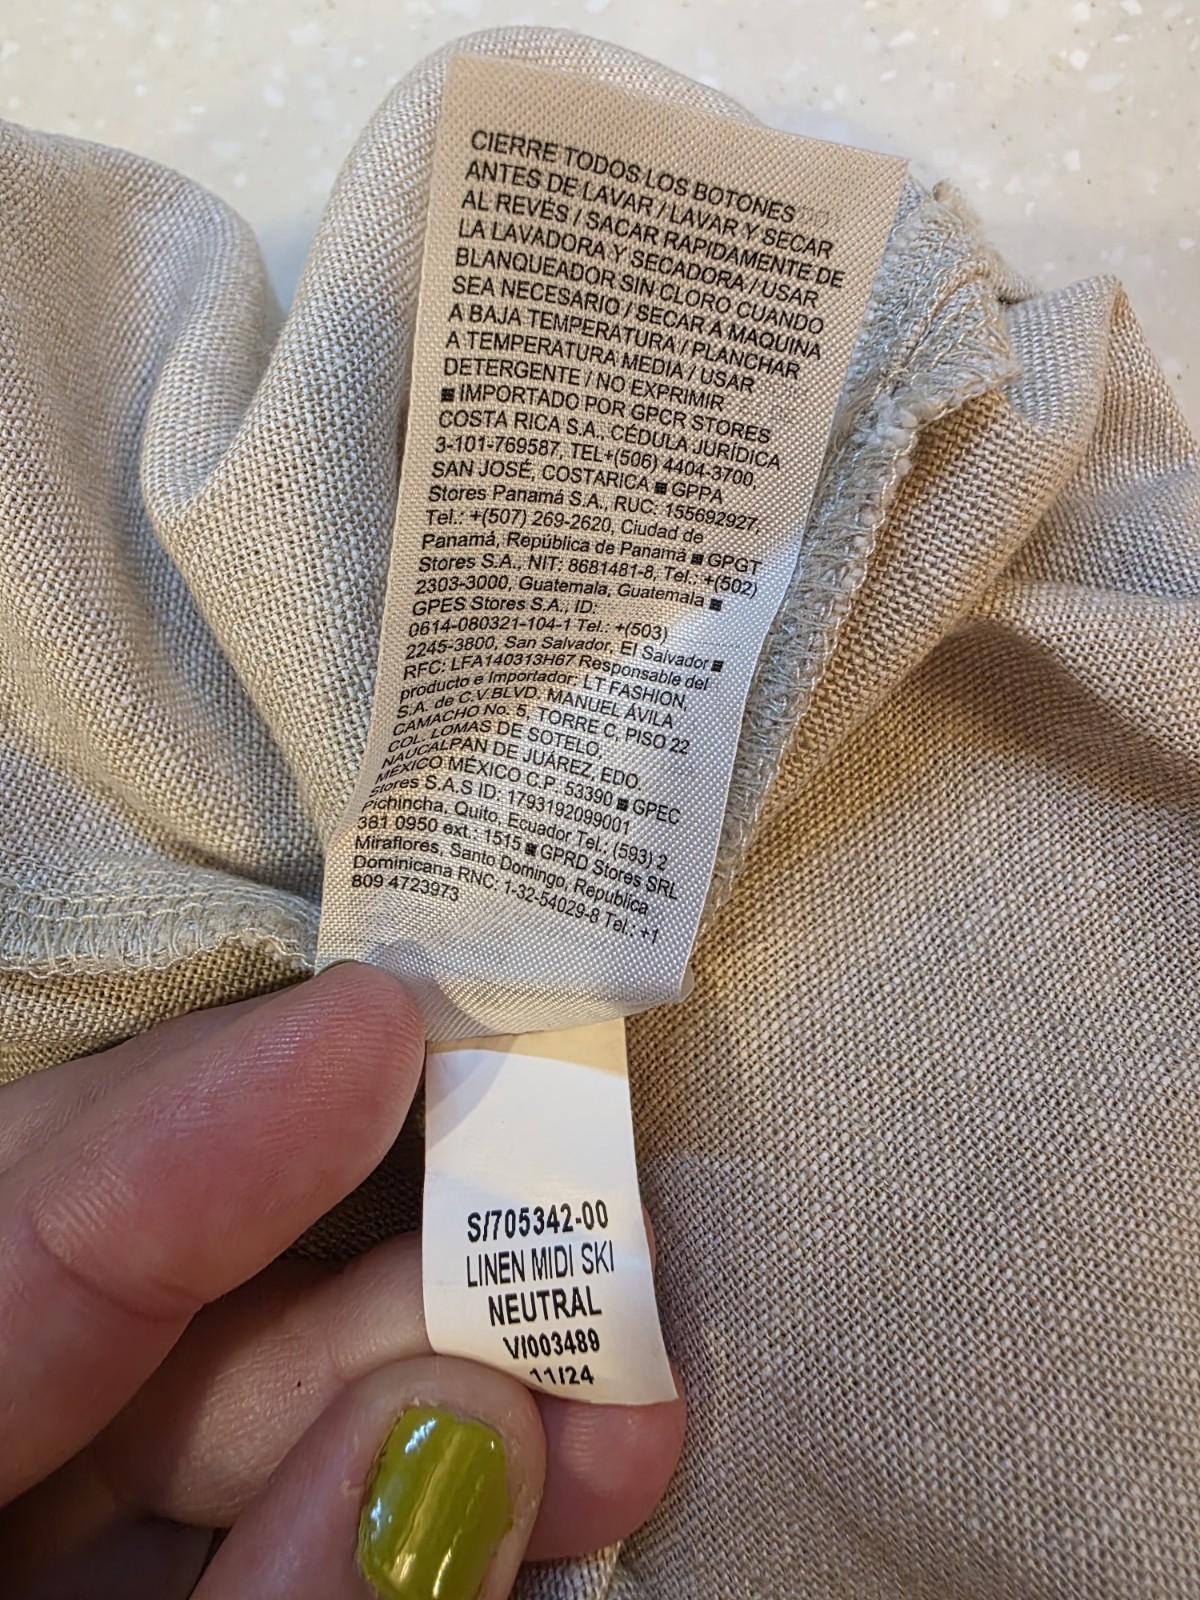 CIERRE TODOS LOS BOTONES
ANTES DE LAVAR / LAVAR Y SECAR
AL REVÉS / SACAR RAPIDAMENTE DE
LA LAVADORA Y SECADORA / USAR
BLANQUEADOR SIN CLORO CUANDO
SEA NECESARIO / SECAR A MAQUINA
A BAJA TEMPERATURA / PLANCHAR
A TEMPERATURA MEDIA / USAR
DETERGENTE / NO EXPRIMIR
■ IMPORTADO POR GPCR STORES
COSTA RICA S.A., CÉDULA JURÍDICA
3-101-769587, TEL+(506) 4404-3700,
SAN JOSÉ, COSTARICA ■ GPPA
Stores Panamá S.A., RUC: 155692927,
Tel.: +(507) 269-2620, Ciudad de
Panamá, República de Panamá ■ GPGT
Stores S.A., NIT: 8681481-8, Tel.: +(502)
2303-3000, Guatemala, Guatemala ■
GPES Stores S.A., ID:
0614-080321-104-1 Tel.: +(503)
2245-3800, San Salvador, El Salvador ■
RFC: LFA140313H67 Responsable del
producto e Importador: LT FASHION,
S.A. de C.V.BLVD. MANUEL ÁVILA
CAMACHO No. 5, TORRE C, PISO 22
COL. LOMAS DE SOTELO,
NAUCALPAN DE JUÁREZ, EDO.
MÉXICO MÉXICO C.P. 53390 ■ GPEC
Stores S.A.S ID: 1793192099001
Pichincha, Quito, Ecuador Tel.: (593) 2
381 0950 ext.: 1515 ■ GPRD Stores SRL
Miraflores, Santo Domingo, Republica
Dominicana RNC: 1-32-54029-8 Tel.: +1
809 4723973
S/705342-00
LINEN MIDI SKI
NEUTRAL
V/003489
11/24